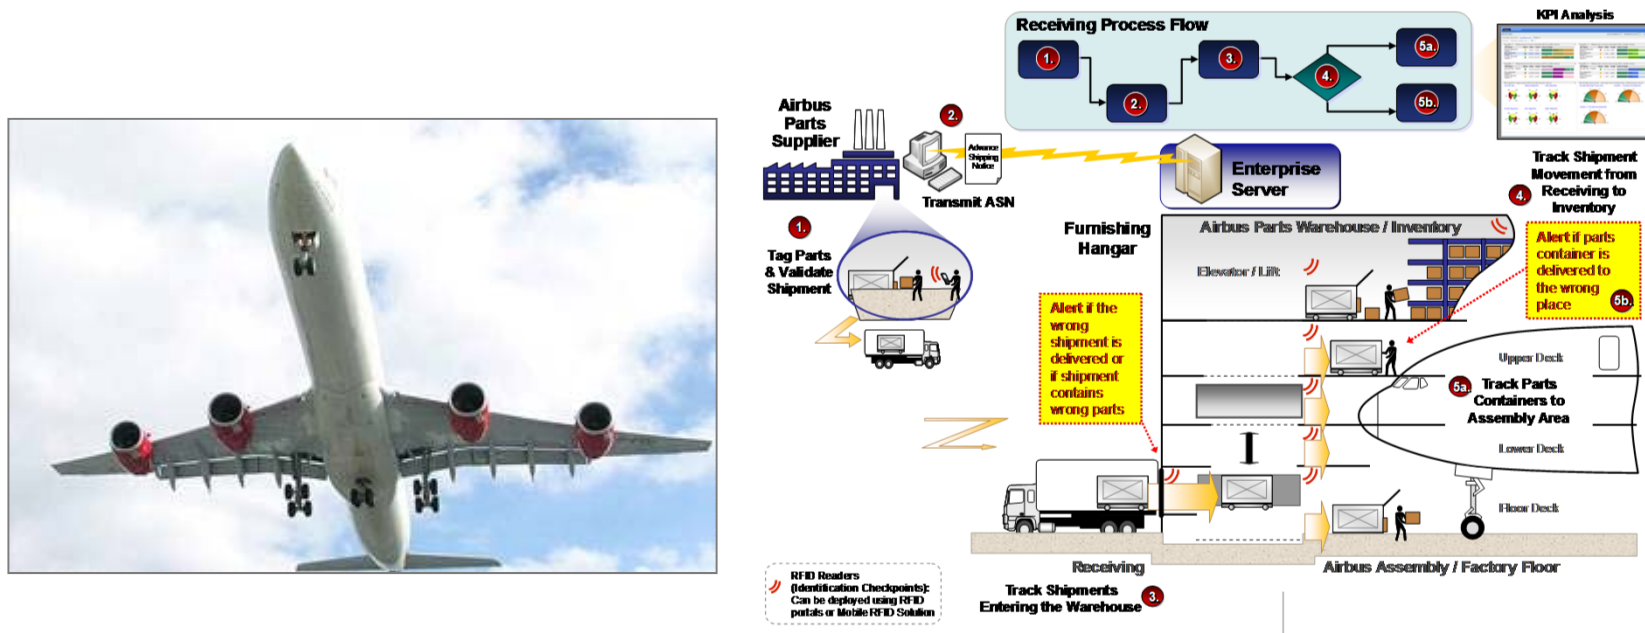 Receiving Process Flow
1.
2.
3.
4.
5a.
5b.
KPI Analysis
Airbus
Parts
Supplier
2.
Advance
Shipping
Notice
Transmit ASN
Enterprise
Server
Track Shipment
Movement from
Receiving to
Inventory
4.
1.
Tag Parts
& Validate
Shipment
Furnishing
Hangar
Airbus Parts Warehouse / Inventory
Elevator / Lift
Alert if parts
container is
delivered to
the wrong
place
5b.
Alert if the
wrong
shipment is
delivered or
if shipment
contains
wrong parts
Upper Deck
5a.
Track Parts
Containers to
Assembly Area
Lower Deck
Floor Deck
Receiving
Airbus Assembly / Factory Floor
RFID Readers
(Identification Checkpoints):
Can be deployed using RFID
portals or Mobile RFID Solution
Track Shipments
Entering the Warehouse
3.